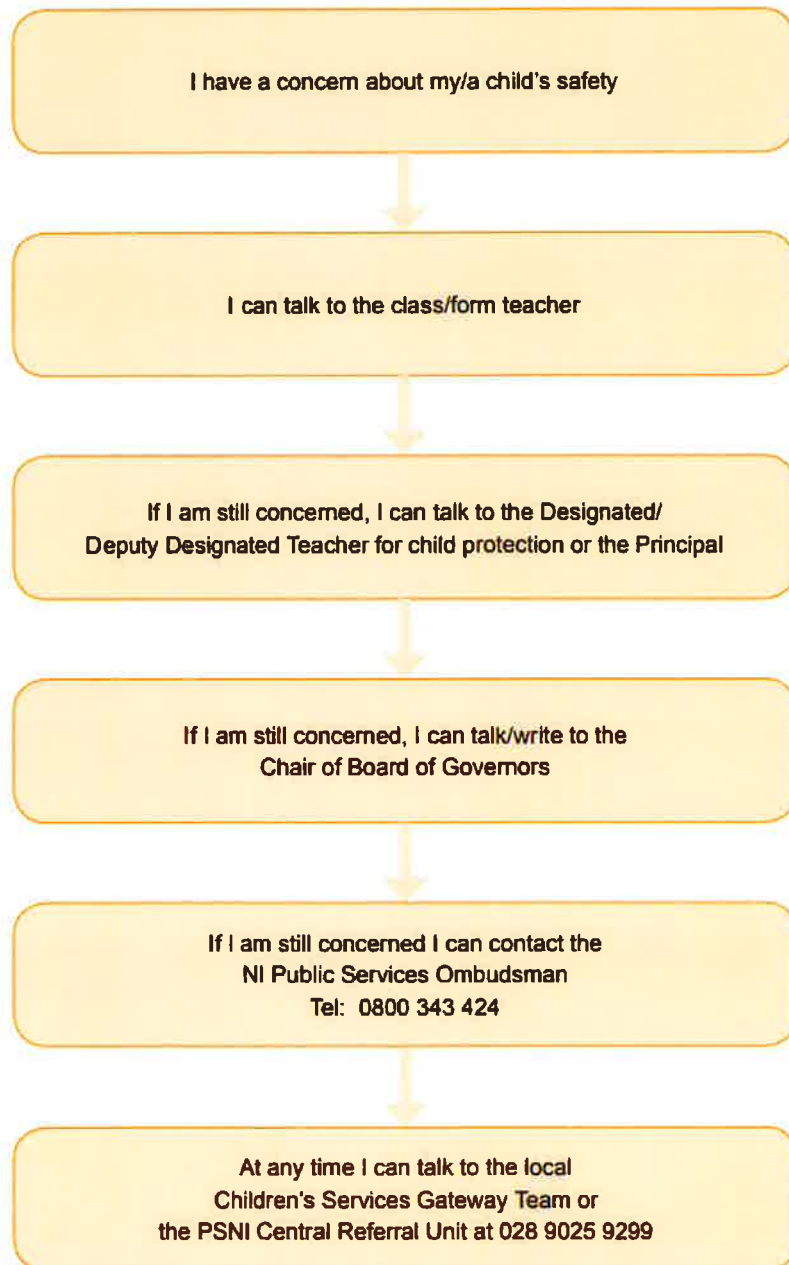 I have a concern about my/a child's safety
I can talk to the class/form teacher
If I am still concerned, I can talk to the Designated/
Deputy Designated Teacher for child protection or the Principal
If I am still concerned, I can talk/write to the
Chair of Board of Governors
If I am still concerned I can contact the
NI Public Services Ombudsman
Tel: 0800 343 424
At any time I can talk to the local
Children's Services Gateway Team or
the PSNI Central Referral Unit at 028 9025 9299